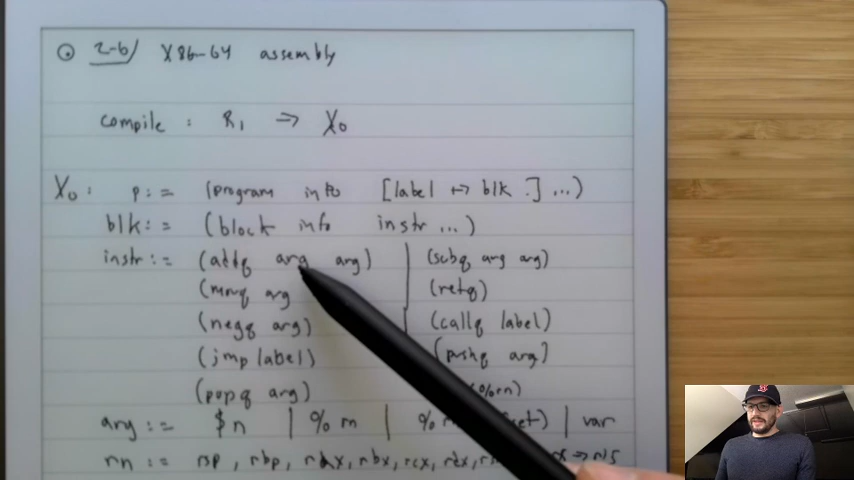 2-6/ X86-64 assembly
compile : R₁ ⇒ X₀
X₀ : p := (program info [label ↦ blk .] ...)
blk := (block info instr ...)
instr := (addq arg arg) | (subq arg arg)
(movq arg | (retq)
(negq arg) | (callq label)
(jmp label) (pushq arg)
(popq arg) %rn)
arg := $n | %rn | | var
rn := rsp, rbp, rax, rbx, rcx, rdx,